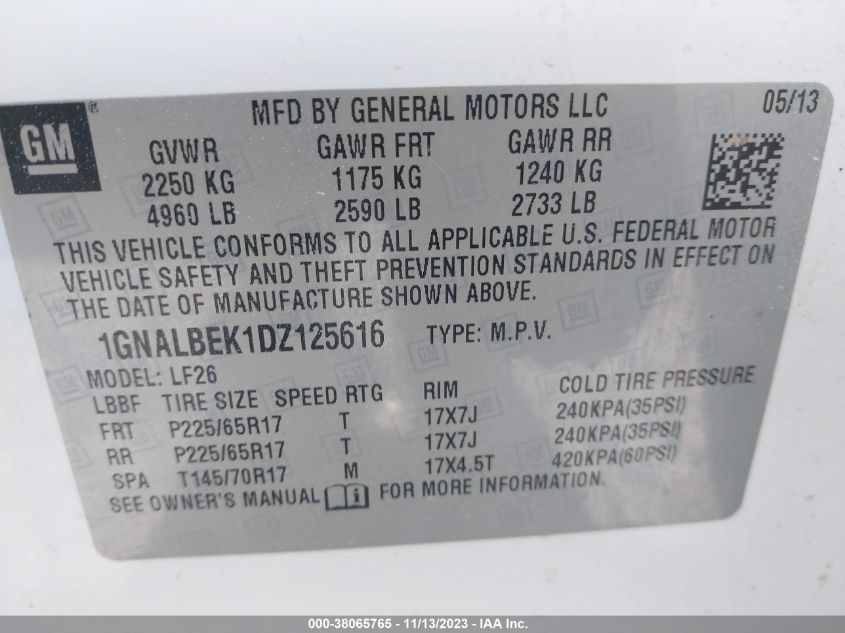 MFD BY GENERAL MOTORS LLC 05/13
GM®
GVWR GAWR FRT GAWR RR
2250 KG 1175 KG 1240 KG
4960 LB 2590 LB 2733 LB
THIS VEHICLE CONFORMS TO ALL APPLICABLE U.S. FEDERAL MOTOR
VEHICLE SAFETY AND THEFT PREVENTION STANDARDS IN EFFECT ON
THE DATE OF MANUFACTURE SHOWN ABOVE.
1GNALBEK1DZ125616 TYPE: M.P.V.
MODEL: LF26
LBBF TIRE SIZE SPEED RTG RIM COLD TIRE PRESSURE
FRT P225/65R17 T 17X7J 240KPA(35PSI)
RR P225/65R17 T 17X7J 240KPA(35PSI)
SPA T145/70R17 M 17X4.5T 420KPA(60PSI)
SEE OWNER'S MANUAL FOR MORE INFORMATION.
000-38065765 - 11/13/2023 - IAA Inc.